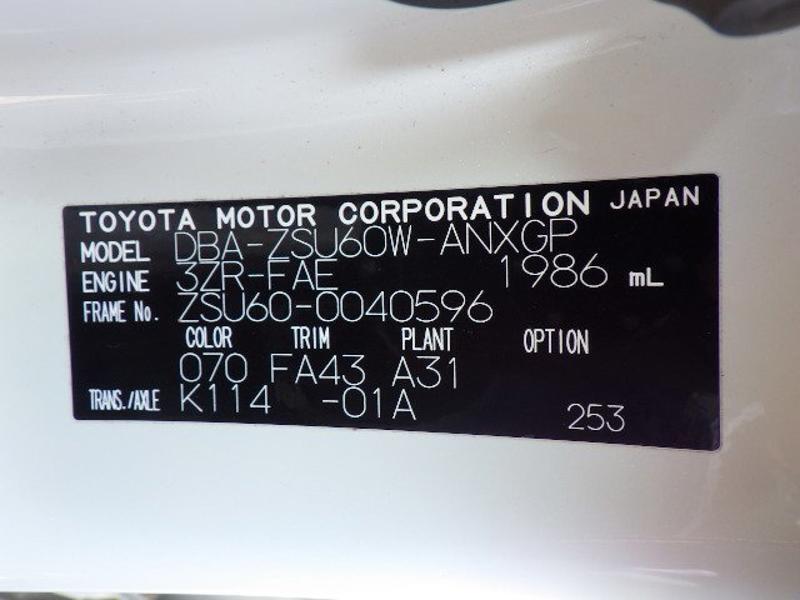 TOYOTA MOTOR CORPORATION JAPAN
MODEL DBA-ZSU60W-ANXGP
ENGINE 3ZR-FAE 1986 mL
FRAME No. ZSU60-0040596
COLOR TRIM PLANT OPTION
070 FA43 A31
TRANS./AXLE K114 -01A 253